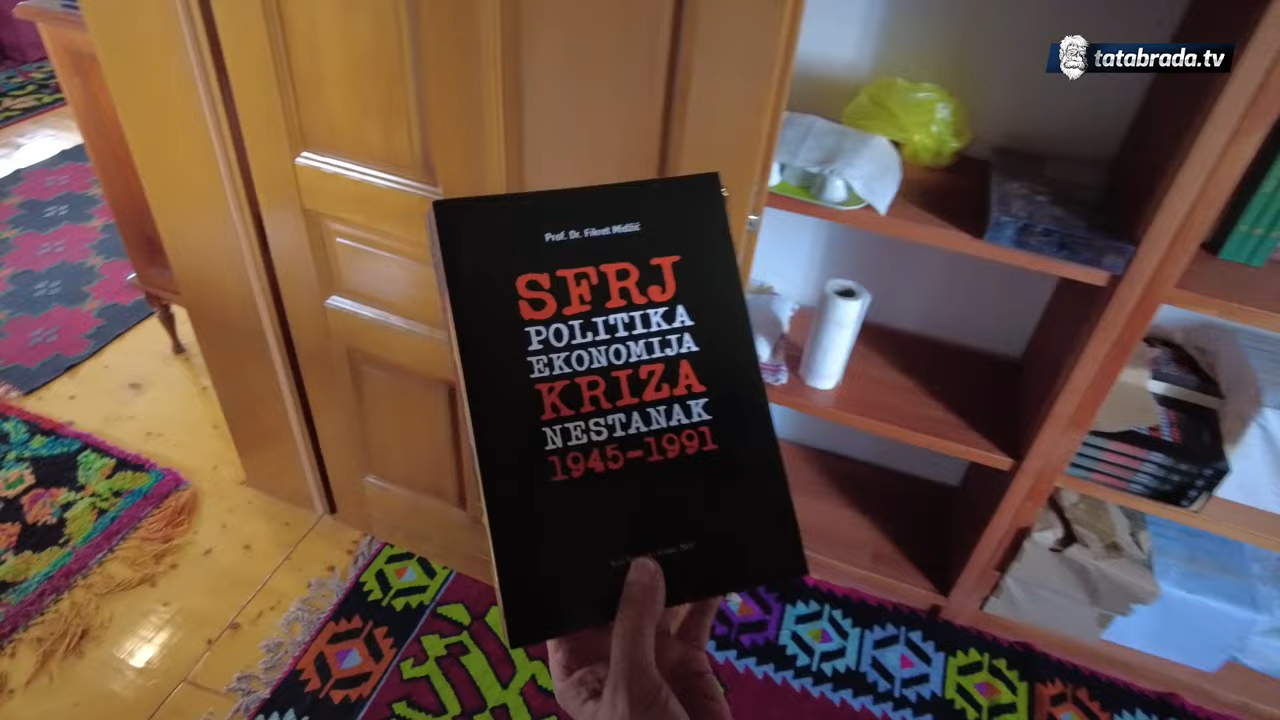 tatabrada.tv
Prof. Dr. Fikret Midžić
SFRJ
POLITIKA
EKONOMIJA
KRIZA
NESTANAK
1945-1991